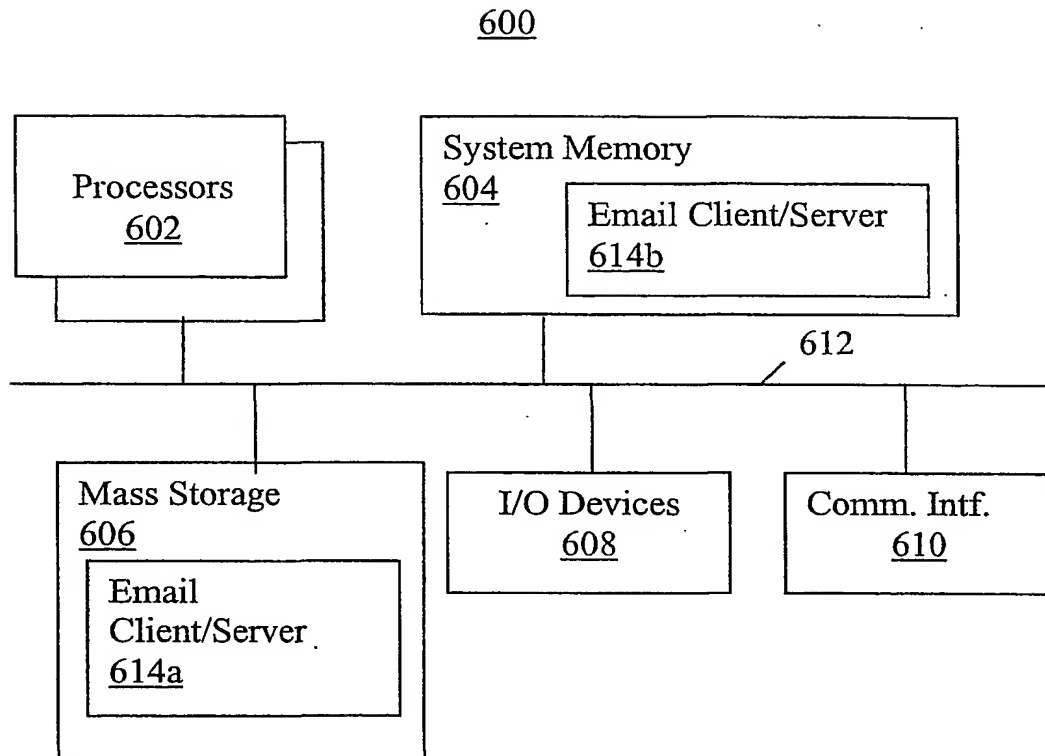 600
Processors
602
System Memory
604
Email Client/Server
614b
612
Mass Storage
606
Email
Client/Server
614a
I/O Devices
608
Comm. Intf.
610